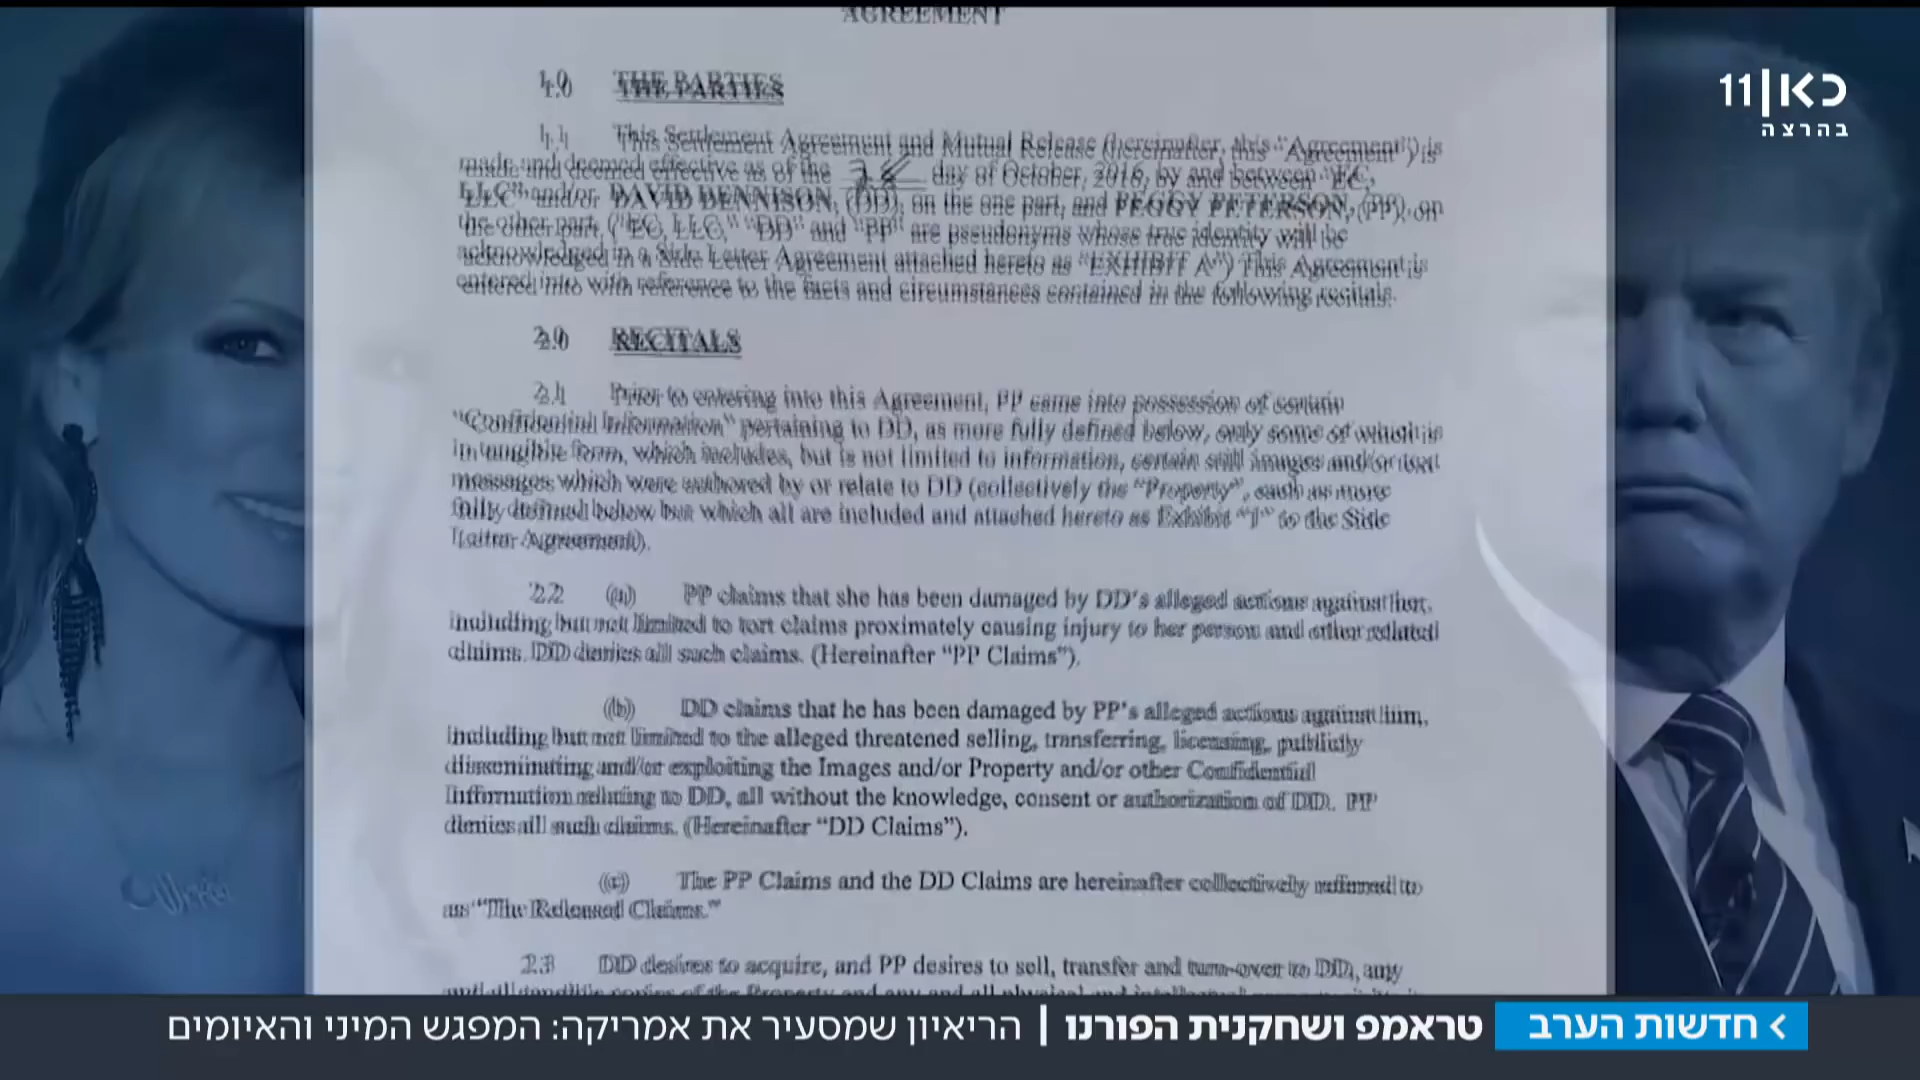 AGREEMENT
1.0 THE PARTIES
1.1 This Settlement Agreement and Mutual Release (hereinafter, this "Agreement") is
made and deemed effective as of the 28 day of October, 2016, by and between "EC,
LLC" and/or DAVID DENNISON, (DD), on the one part, and PEGGY PETERSON, (PP), on
the other part. ("EC, LLC," "DD" and "PP" are pseudonyms whose true identity will be
acknowledged in a Side Letter Agreement attached hereto as "EXHIBIT A") This Agreement is
entered into with reference to the facts and circumstances contained in the following recitals.
2.0 RECITALS
2.1 Prior to entering into this Agreement, PP came into possession of certain
"Confidential Information" pertaining to DD, as more fully defined below, only some of which is
in tangible form, which includes, but is not limited to information, certain still images and/or text
messages which were authored by or relate to DD (collectively the "Property", each as more
fully defined below but which all are included and attached hereto as Exhibit "1" to the Side
Letter Agreement).
2.2 (a) PP claims that she has been damaged by DD's alleged actions against her,
including but not limited to tort claims proximately causing injury to her person and other related
claims. DD denies all such claims. (Hereinafter "PP Claims").
(b) DD claims that he has been damaged by PP's alleged actions against him,
including but not limited to the alleged threatened selling, transferring, licensing, publicly
disseminating and/or exploiting the Images and/or Property and/or other Confidential
Information relating to DD, all without the knowledge, consent or authorization of DD. PP
denies all such claims. (Hereinafter "DD Claims").
(c) The PP Claims and the DD Claims are hereinafter collectively referred to
as "The Released Claims."
2.3 DD desires to acquire, and PP desires to sell, transfer and turn-over to DD, any
and all tangible copies of the Property and any and all physical and intellectual
כאן 11
בהרצה
חדשות הערב
טראמפ ושחקנית הפורנו | הריאיון שמסעיר את אמריקה: המפגש המיני והאיומים